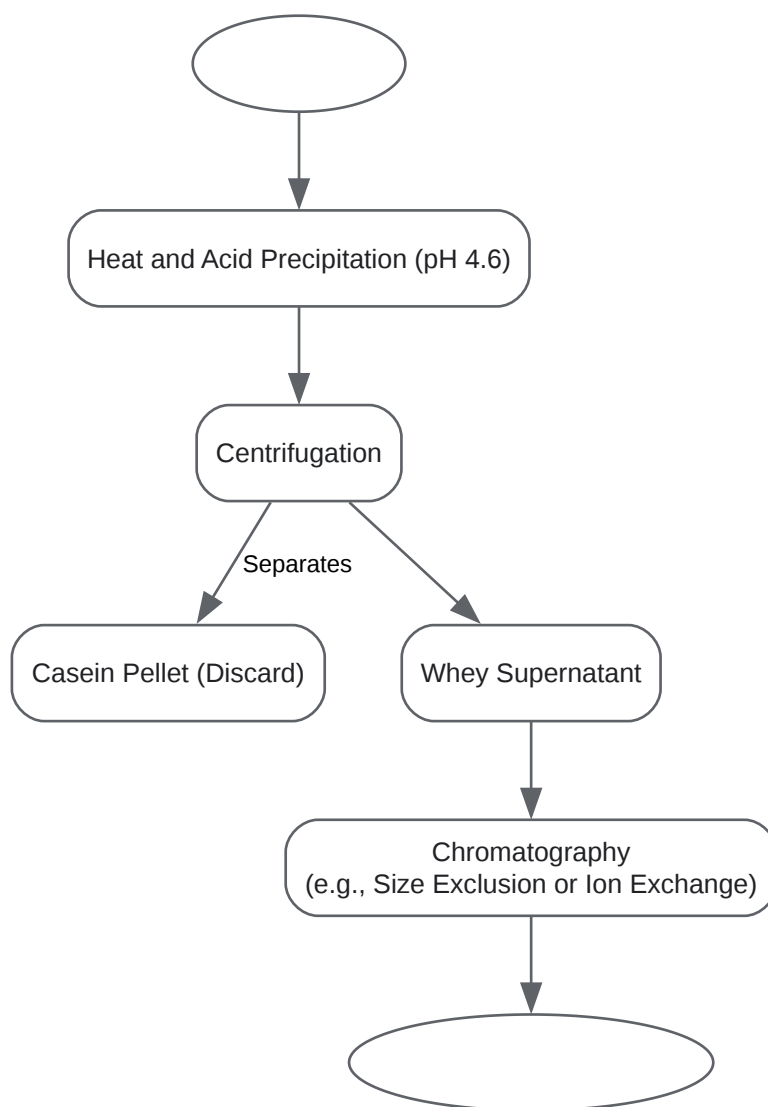 Heat and Acid Precipitation (pH 4.6)
Centrifugation
Separates
Casein Pellet (Discard)
Whey Supernatant
Chromatography
(e.g., Size Exclusion or Ion Exchange)